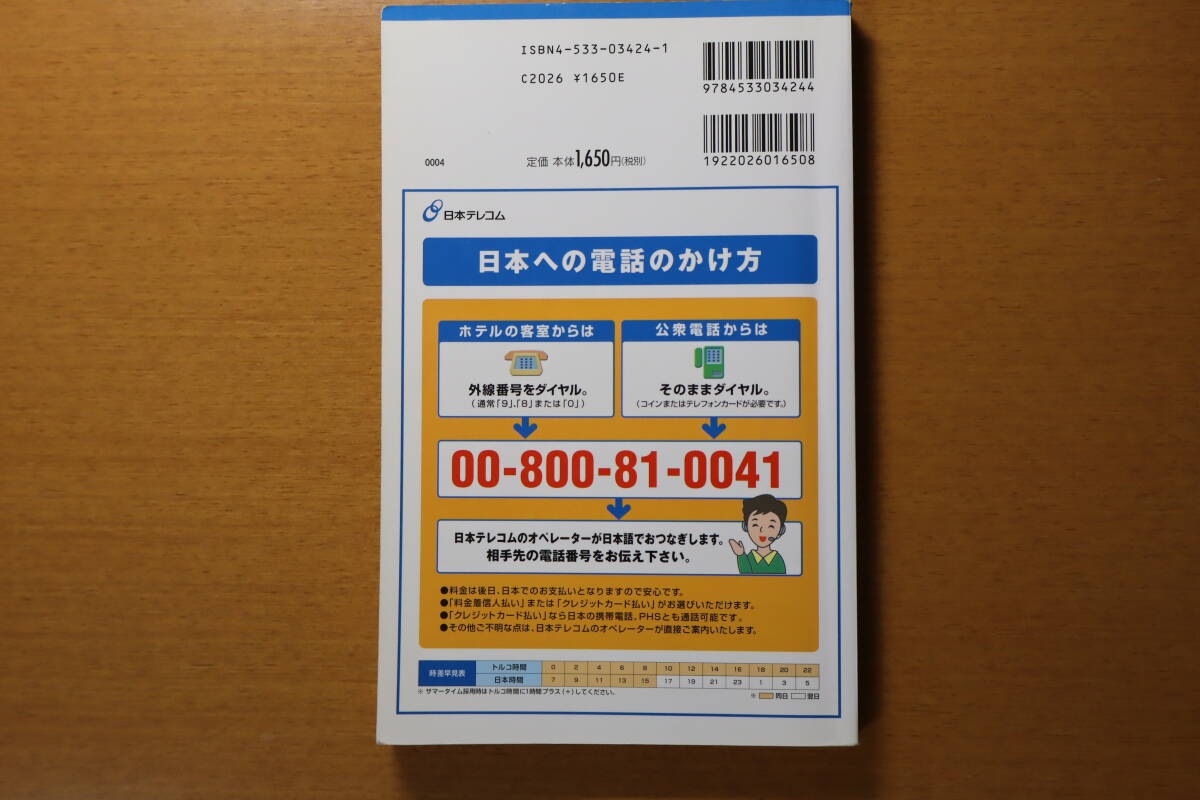 ISBN4-533-03424-1
C2026 ¥1650E
9784533034244
0004
定価 本体1,650円(税別)
1922026016508
日本テレコム
日本への電話のかけ方
ホテルの客室からは
外線番号をダイヤル。
(通常「9」、「8」または「0」)
公衆電話からは
そのままダイヤル。
(コインまたはテレフォンカードが必要です。)
00-800-81-0041
日本テレコムのオペレーターが日本語でおつなぎします。
相手先の電話番号をお伝え下さい。
●料金は後日、日本でのお支払いとなりますので安心です。
●「料金着信人払い」または「クレジットカード払い」がお選びいただけます。
●「クレジットカード払い」なら日本の携帯電話、PHSとも通話可能です。
●その他ご不明な点は、日本テレコムのオペレーターが直接ご案内いたします。
時差早見表
トルコ時間 0 2 4 6 8 10 12 14 16 18 20 22
日本時間 7 9 11 13 15 17 19 21 23 1 3 5
※ サマータイム採用時はトルコ時間に1時間プラス(+)してください。
※ 同日 翌日